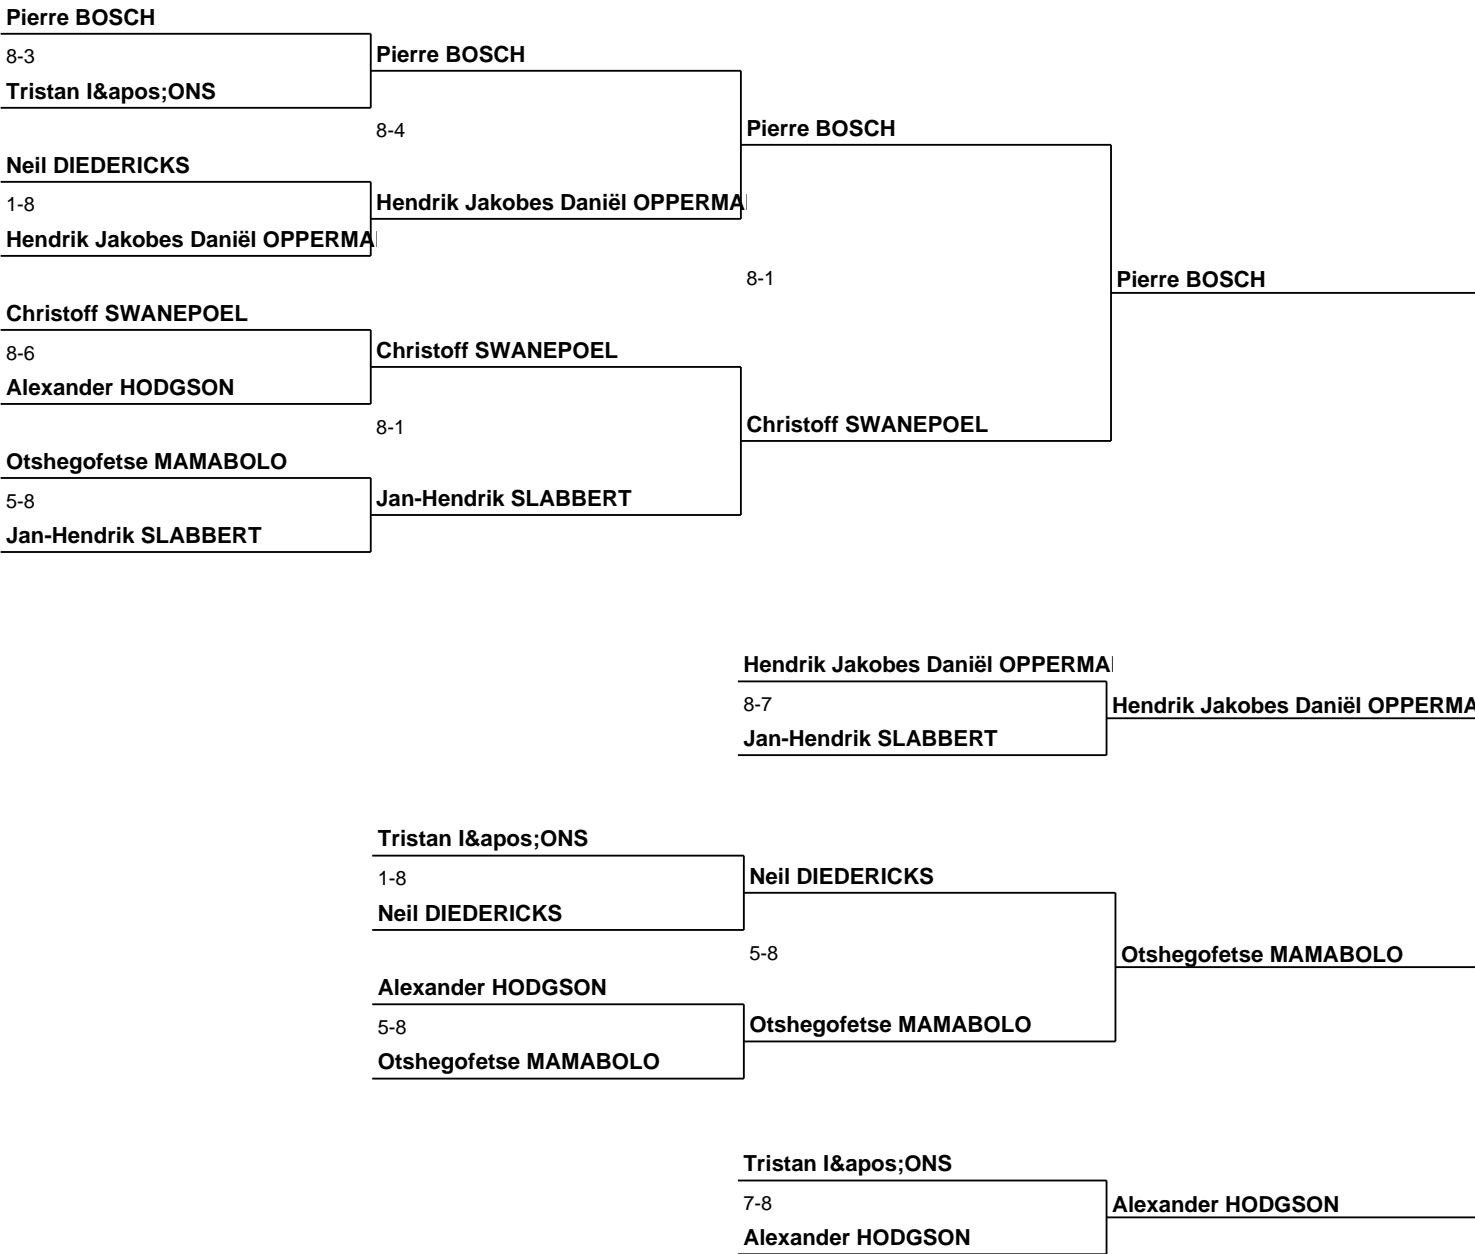 Pierre BOSCH
8-3
Pierre BOSCH
Tristan I&apos;ONS
8-4
Pierre BOSCH
Neil DIEDERICKS
1-8
Hendrik Jakobes Daniël OPPERMA
Hendrik Jakobes Daniël OPPERMA
8-1
Pierre BOSCH
Christoff SWANEPOEL
8-6
Christoff SWANEPOEL
Alexander HODGSON
8-1
Christoff SWANEPOEL
Otshegofetse MAMABOLO
5-8
Jan-Hendrik SLABBERT
Jan-Hendrik SLABBERT
Hendrik Jakobes Daniël OPPERMA
8-7
Hendrik Jakobes Daniël OPPERMA
Jan-Hendrik SLABBERT
Tristan I&apos;ONS
1-8
Neil DIEDERICKS
Neil DIEDERICKS
5-8
Otshegofetse MAMABOLO
Alexander HODGSON
5-8
Otshegofetse MAMABOLO
Otshegofetse MAMABOLO
Tristan I&apos;ONS
7-8
Alexander HODGSON
Alexander HODGSON